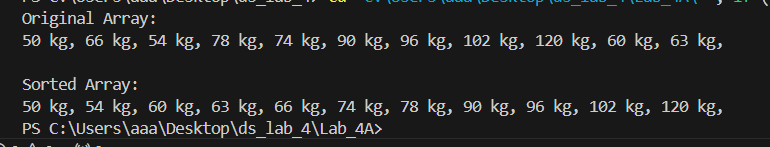 Original Array:
50 kg, 66 kg, 54 kg, 78 kg, 74 kg, 90 kg, 96 kg, 102 kg, 120 kg, 60 kg, 63 kg,
Sorted Array:
50 kg, 54 kg, 60 kg, 63 kg, 66 kg, 74 kg, 78 kg, 90 kg, 96 kg, 102 kg, 120 kg,
PS C:\Users\aaa\Desktop\ds_lab_4\Lab_4A>